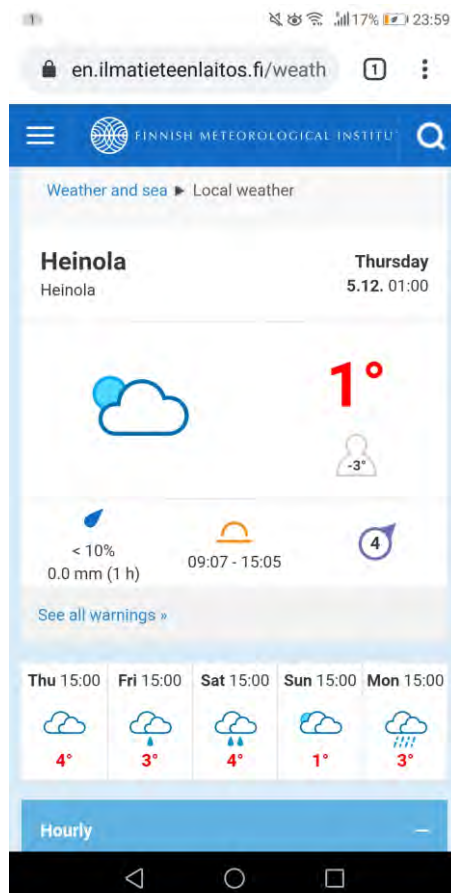 1 17% 23:59
en.ilmatieteenlaitos.fi/weath 1
FINNISH METEOROLOGICAL INSTITU
Weather and sea ► Local weather
Heinola Thursday
Heinola 5.12. 01:00
1°
-3°
< 10% 4
0.0 mm (1 h) 09:07 - 15:05
See all warnings »
Thu 15:00 Fri 15:00 Sat 15:00 Sun 15:00 Mon 15:00
4° 3° 4° 1° 3°
Hourly